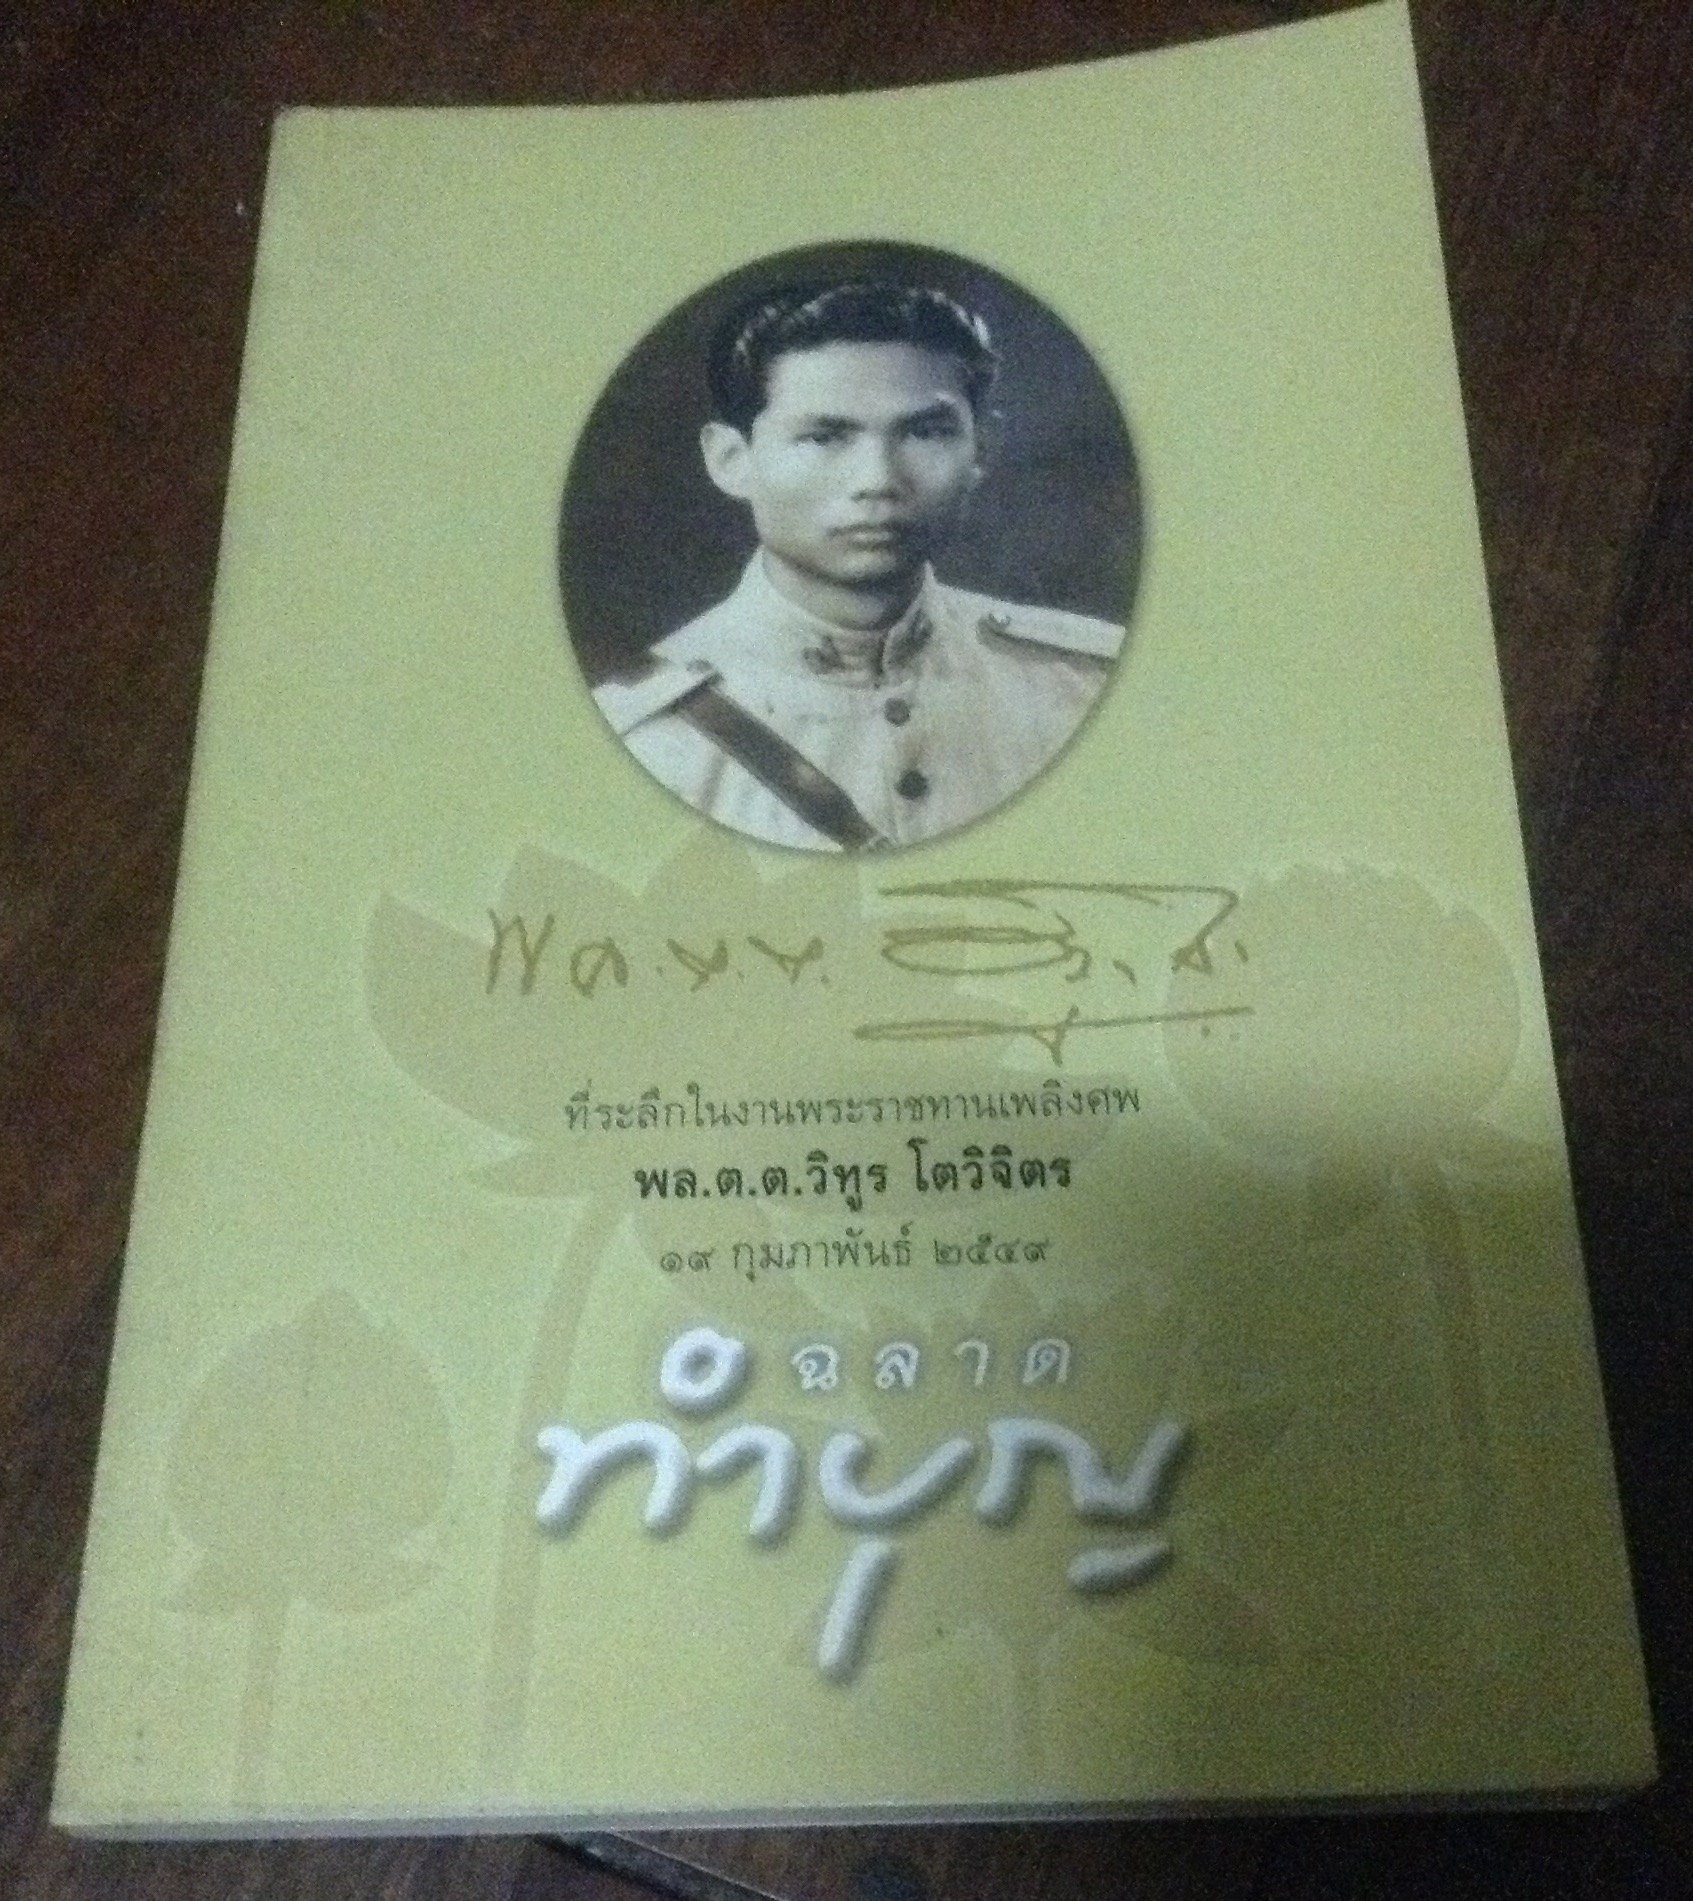 ที่ระลึกในงานพระราชทานเพลิงศพ
พล.ต.ต.วิทูร โตวิจิตร
๑๙ กุมภาพันธ์ ๒๕๔๙
ฉลาด
ทำบุญ